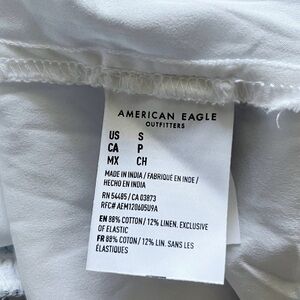 AMERICAN EAGLE
OUTFITTERS
US S
CA P
MX CH
MADE IN INDIA / FABRIQUÉ EN INDE /
HECHO EN INDIA
RN 54485 / CA 03873
RFC# AEM120605U9A
EN 88% COTTON / 12% LINEN. EXCLUSIVE
OF ELASTIC
FR 88% COTON / 12% LIN. SANS LES
ÉLASTIQUES